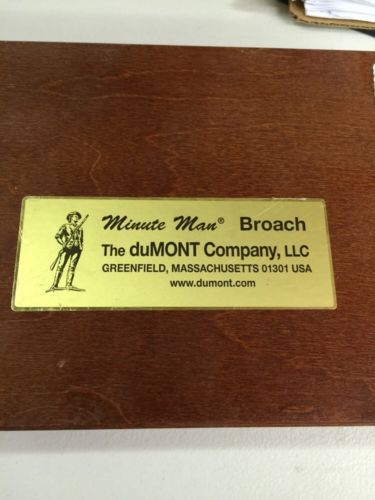 Minute Man® Broach
The duMONT Company, LLC
GREENFIELD, MASSACHUSETTS 01301 USA
www.dumont.com